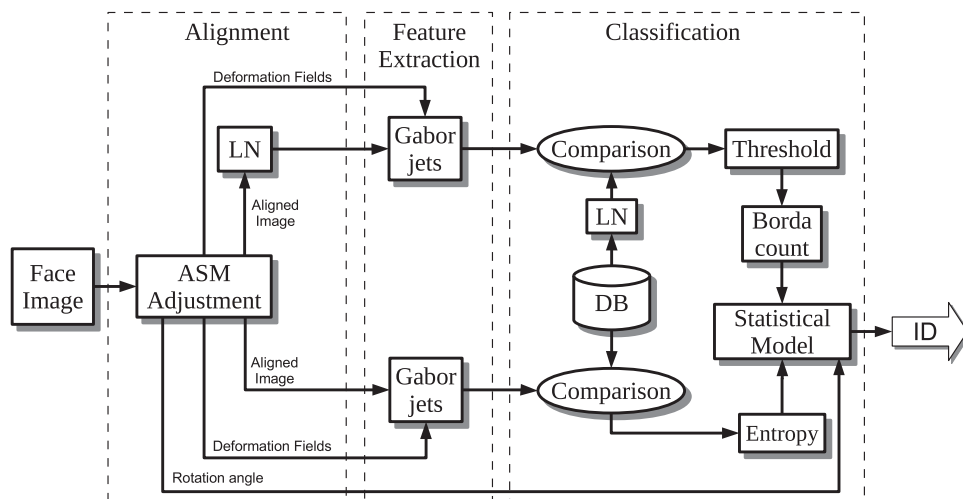 Alignment
Feature
Extraction
Classification
Deformation Fields
LN
Gabor
jets
Comparison
Threshold
Aligned
Image
LN
Borda
count
Face
Image
ASM
Adjustment
DB
Statistical
Model
ID
Aligned
Image
Gabor
jets
Comparison
Entropy
Deformation Fields
Rotation angle